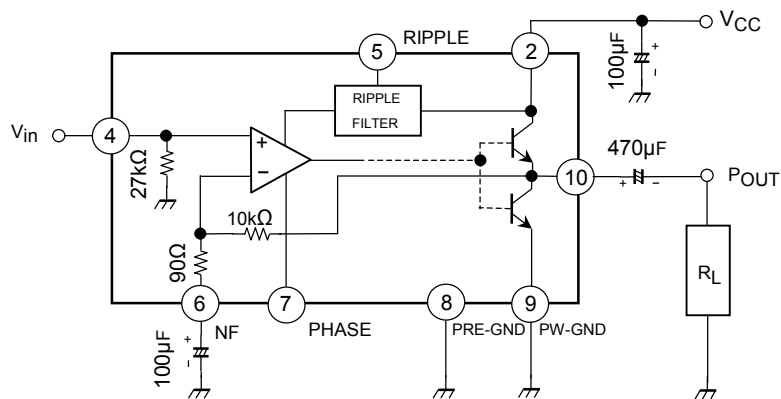 5
RIPPLE
2
VCC
100μF
+
−
RIPPLE
FILTER
Vin
4
27kΩ
+
−
470μF
10
+
−
POUT
10kΩ
90Ω
RL
6
NF
7
PHASE
8
PRE-GND
9
PW-GND
100μF
+
−